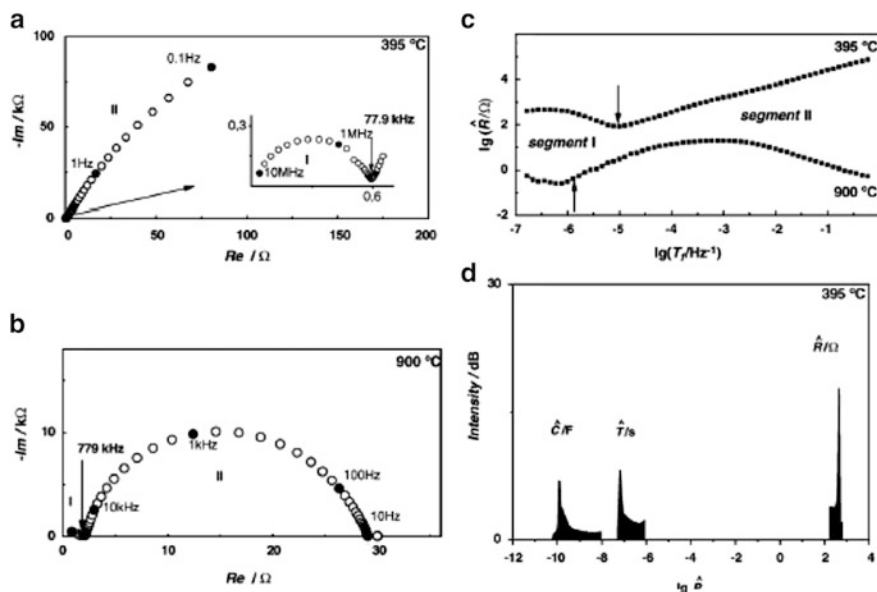 a
395 °C
100
0.1Hz
-Im / kΩ
II
50
0,3
77.9 kHz
1MHz
I
1Hz
10MHz
0,6
0
0 50 100 150 200
Re / Ω
b
900 °C
20
-Im / kΩ
1kHz
10
779 kHz
II
100Hz
I
10kHz
10Hz
0
0 10 20 30
Re / Ω
c
395 °C
4
lg(R̂/Ω)
segment II
2
segment I
0
900 °C
-2
-7 -6 -5 -4 -3 -2 -1
lg(Tf/Hz⁻¹)
d
30
395 °C
R̂/Ω
Intensity / dB
Ĉ/F
T̂/s
0
-12 -10 -8 -6 -4 -2 0 2 4
lg P̂